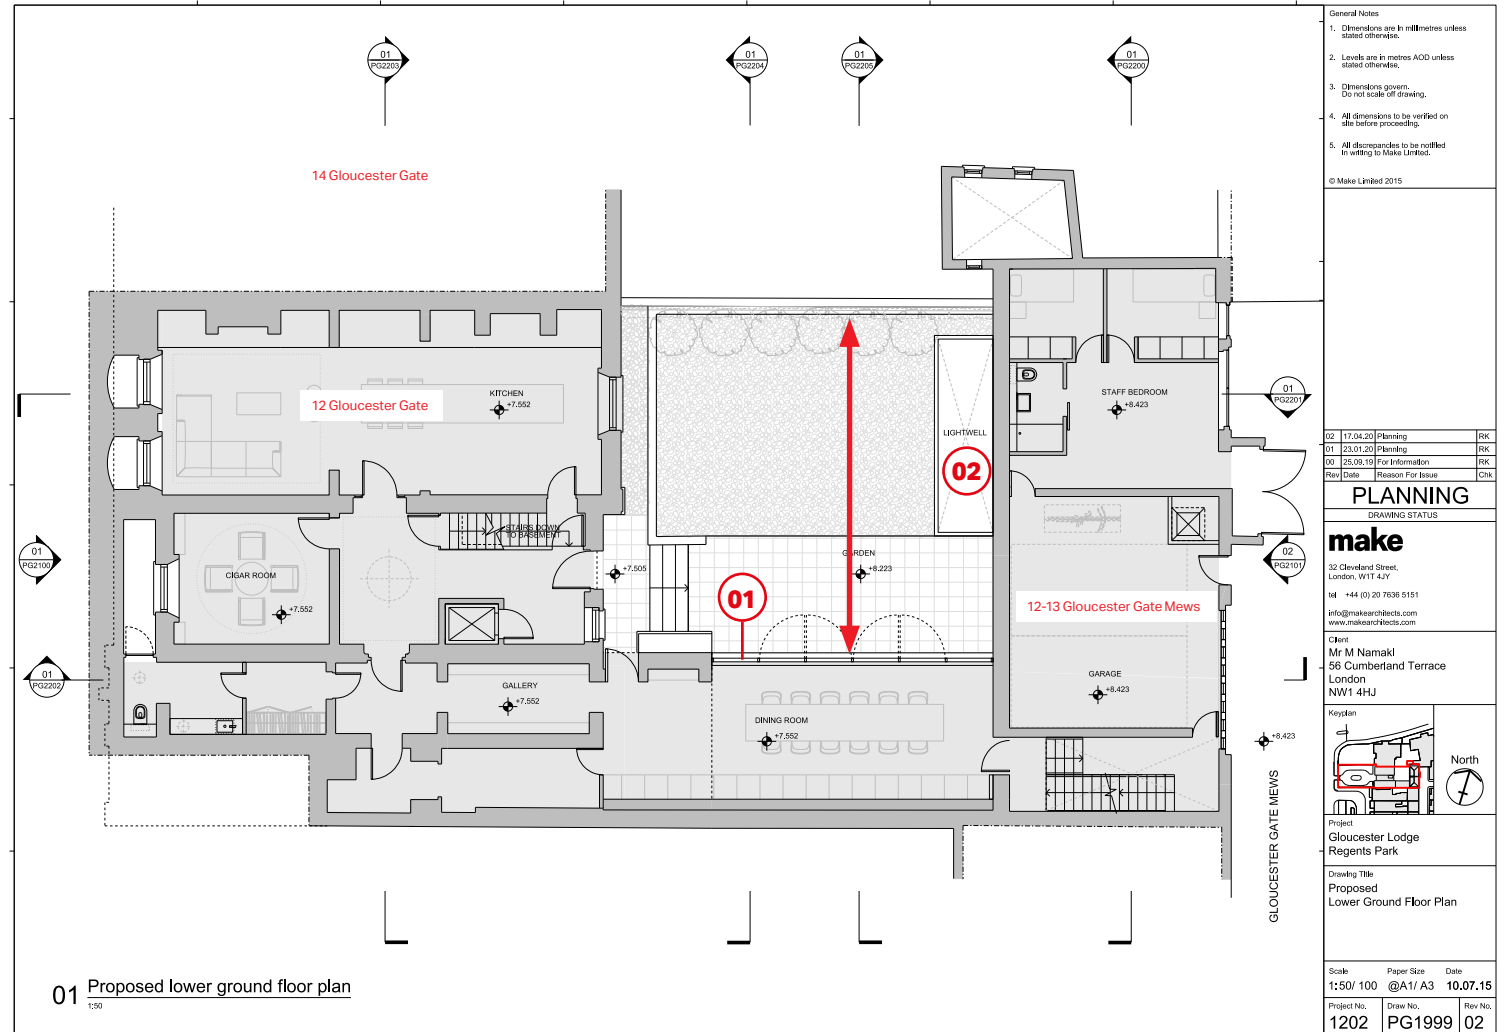 01
PG2203
01
PG2204
01
PG2205
01
PG2200
14 Gloucester Gate
KITCHEN
+7.552
12 Gloucester Gate
STAFF BEDROOM
+8.423
01
PG2201
LIGHTWELL
02
STAIRS DOWN
TO BASEMENT
01
PG2100
CIGAR ROOM
+7.552
+7.505
GARDEN
+8.223
02
PG2101
01
12-13 Gloucester Gate Mews
01
PG2202
GALLERY
+7.552
GARAGE
+8.423
DINING ROOM
+7.552
+8.423
GLOUCESTER GATE MEWS
01 Proposed lower ground floor plan
1:50
General Notes
1. Dimensions are in millimetres unless
stated otherwise.
2. Levels are in metres AOD unless
stated otherwise.
3. Dimensions govern.
Do not scale off drawing.
4. All dimensions to be verified on
site before proceeding.
5. All discrepancies to be notified
in writing to Make Limited.
© Make Limited 2015
02 17.04.20 Planning RK
01 23.01.20 Planning RK
00 25.09.19 For Information RK
Rev Date Reason For Issue Chk
PLANNING
DRAWING STATUS
make
32 Cleveland Street,
London, W1T 4JY
tel +44 (0) 20 7636 5151
info@makearchitects.com
www.makearchitects.com
Client
Mr M Namaki
56 Cumberland Terrace
London
NW1 4HJ
Keyplan
North
Project
Gloucester Lodge
Regents Park
Drawing Title
Proposed
Lower Ground Floor Plan
Scale Paper Size Date
1:50/ 100 @A1/ A3 10.07.15
Project No. Draw No. Rev No.
1202 PG1999 02